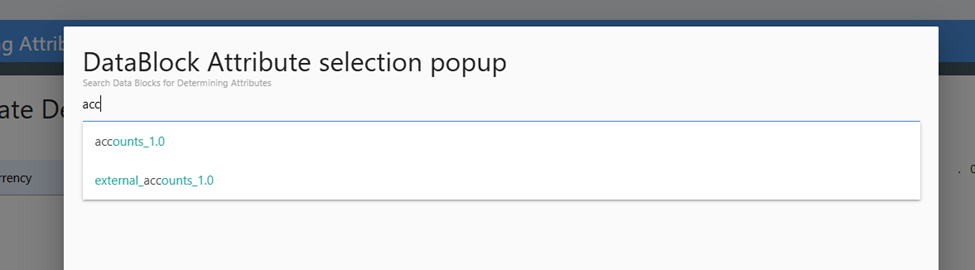 ng Attrib
DataBlock Attribute selection popup
Search Data Blocks for Determining Attributes
acc
ate De
accounts_1.0
rrency
external_accounts_1.0